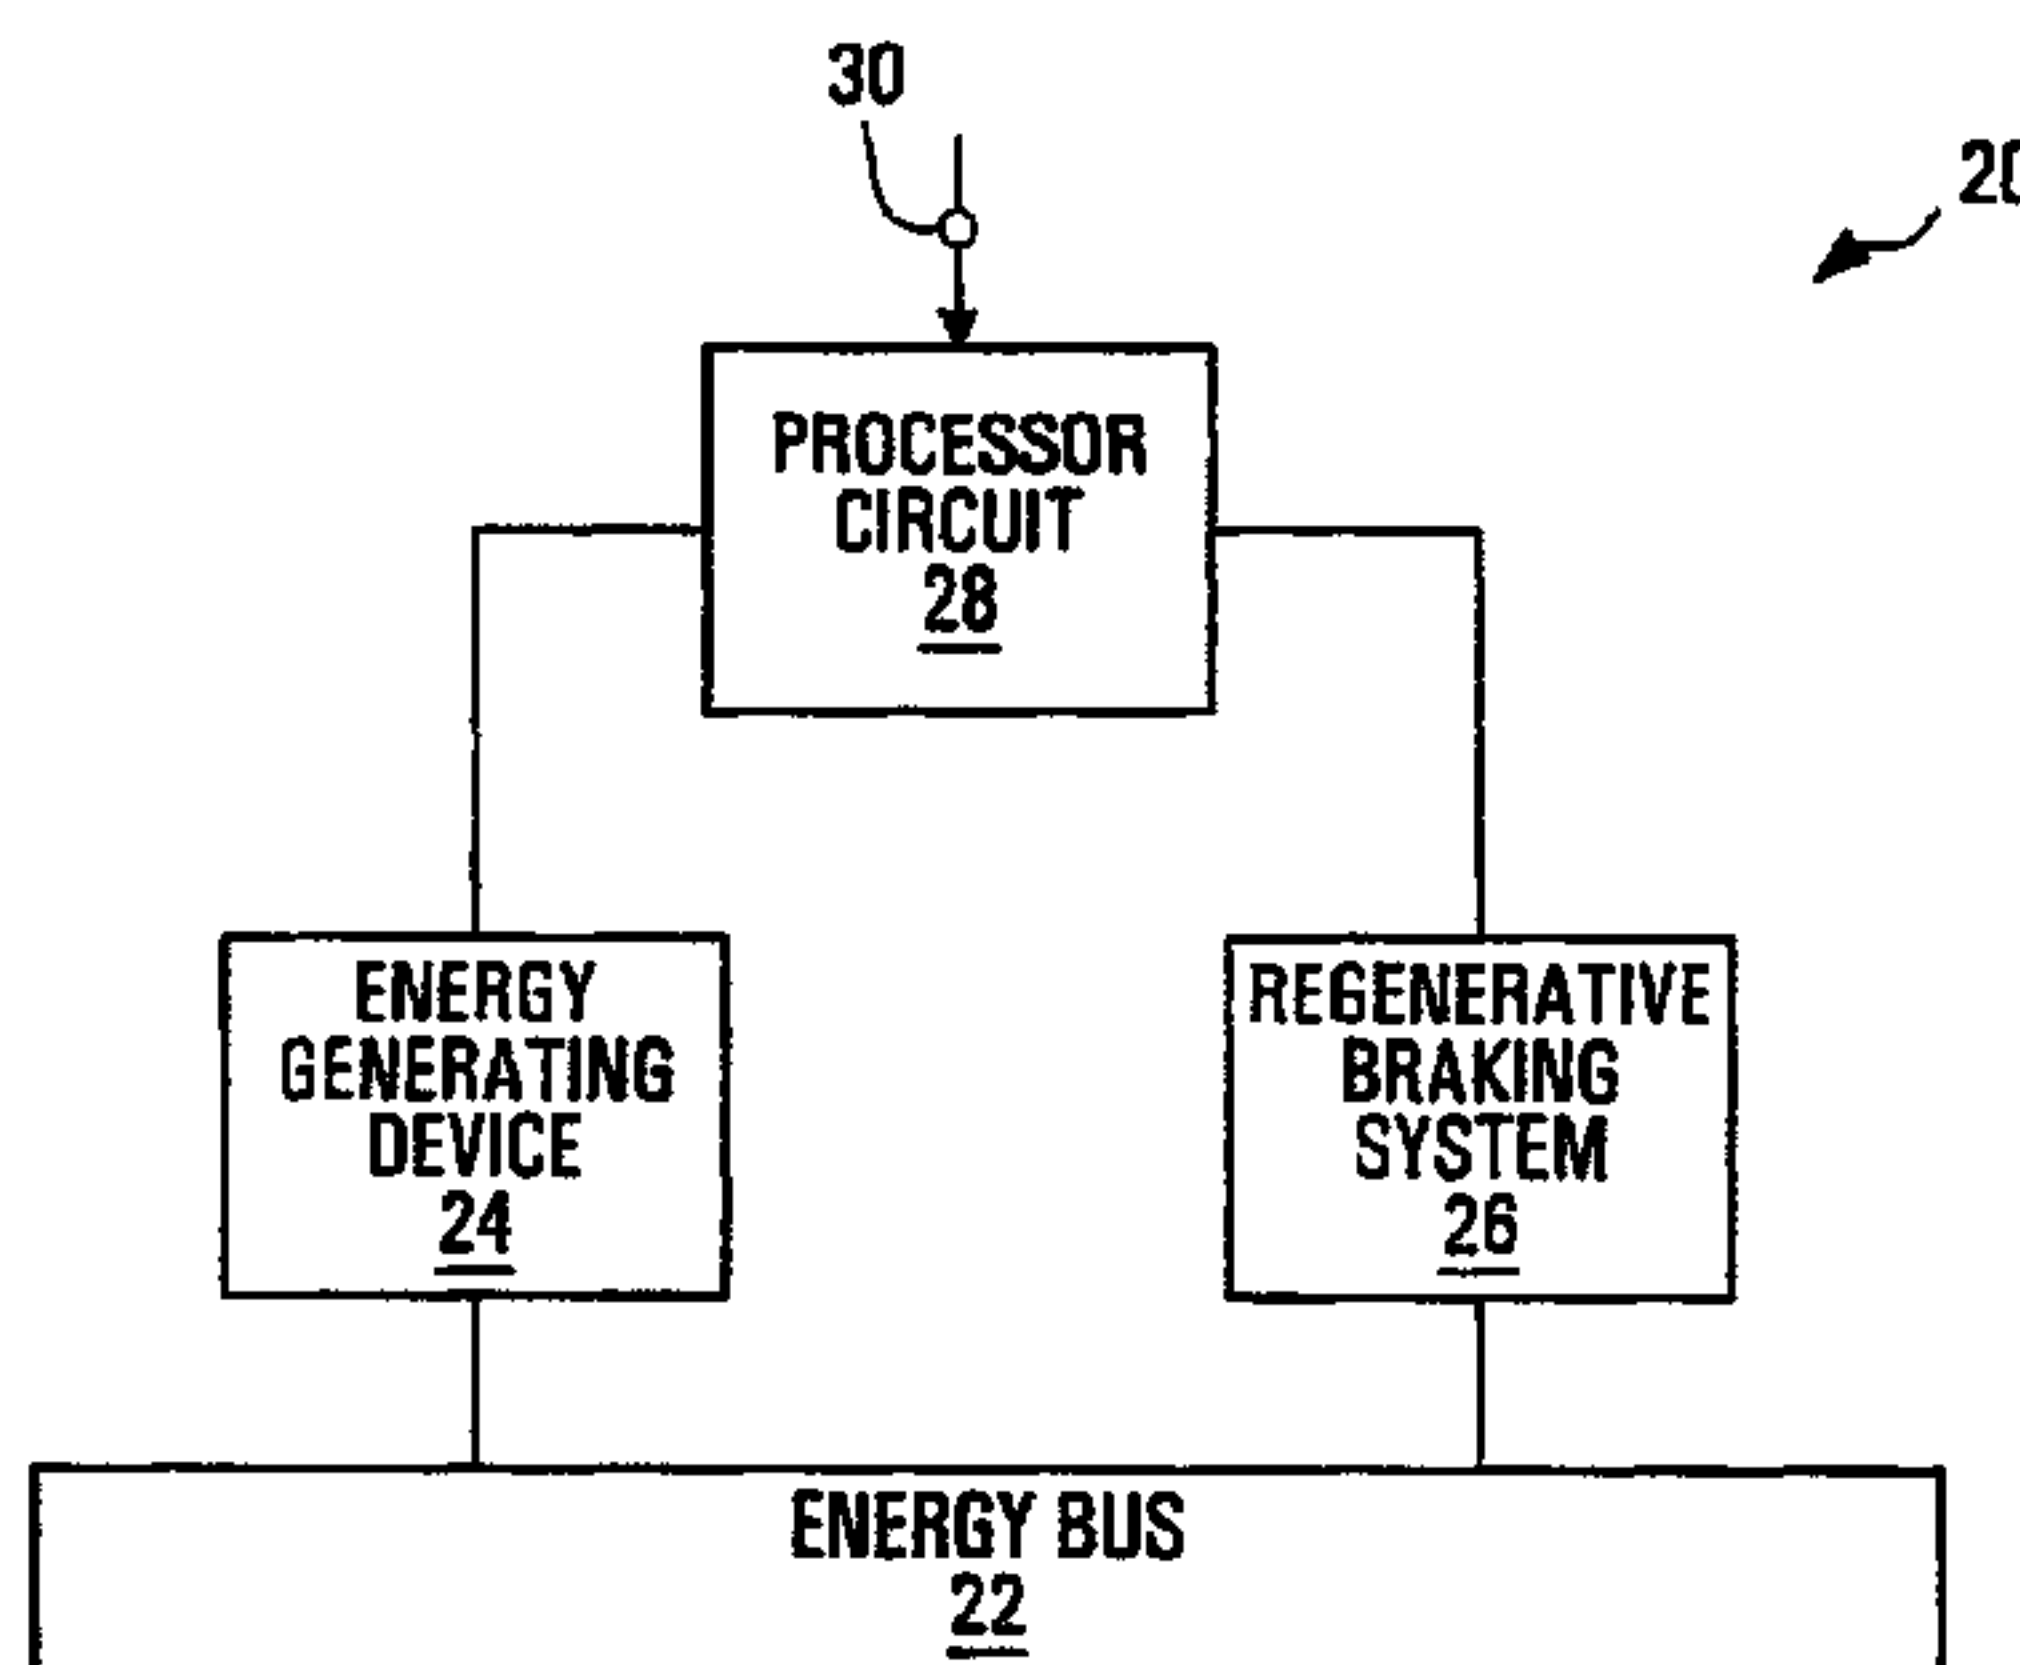 30
20
PROCESSOR
CIRCUIT
28
ENERGY
GENERATING
DEVICE
24
REGENERATIVE
BRAKING
SYSTEM
26
ENERGY BUS
22